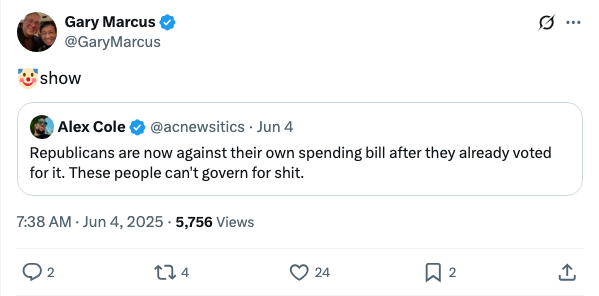 Gary Marcus
@GaryMarcus
🤡show
Alex Cole @acnewsitics · Jun 4
Republicans are now against their own spending bill after they already voted
for it. These people can't govern for shit.
7:38 AM · Jun 4, 2025 · 5,756 Views
2 4 24 2